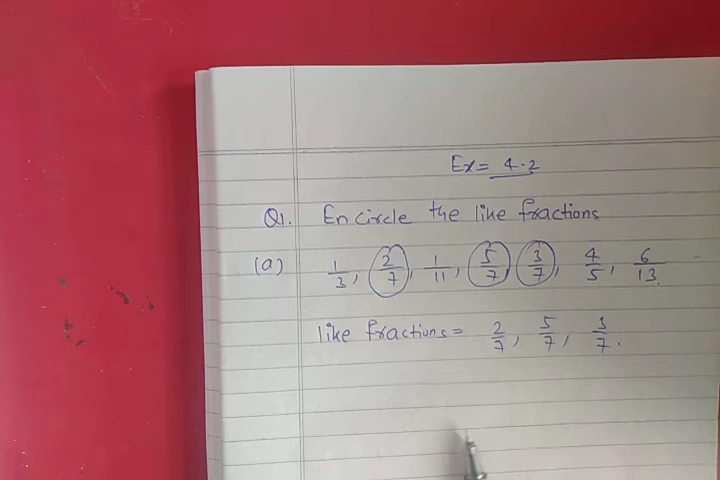 Ex= 4.2
Q1. Encircle the like fractions
(a) 1/3, 2/7, 1/11, 5/7, 3/7, 4/5, 6/13.
like fractions= 2/7, 5/7, 3/7.